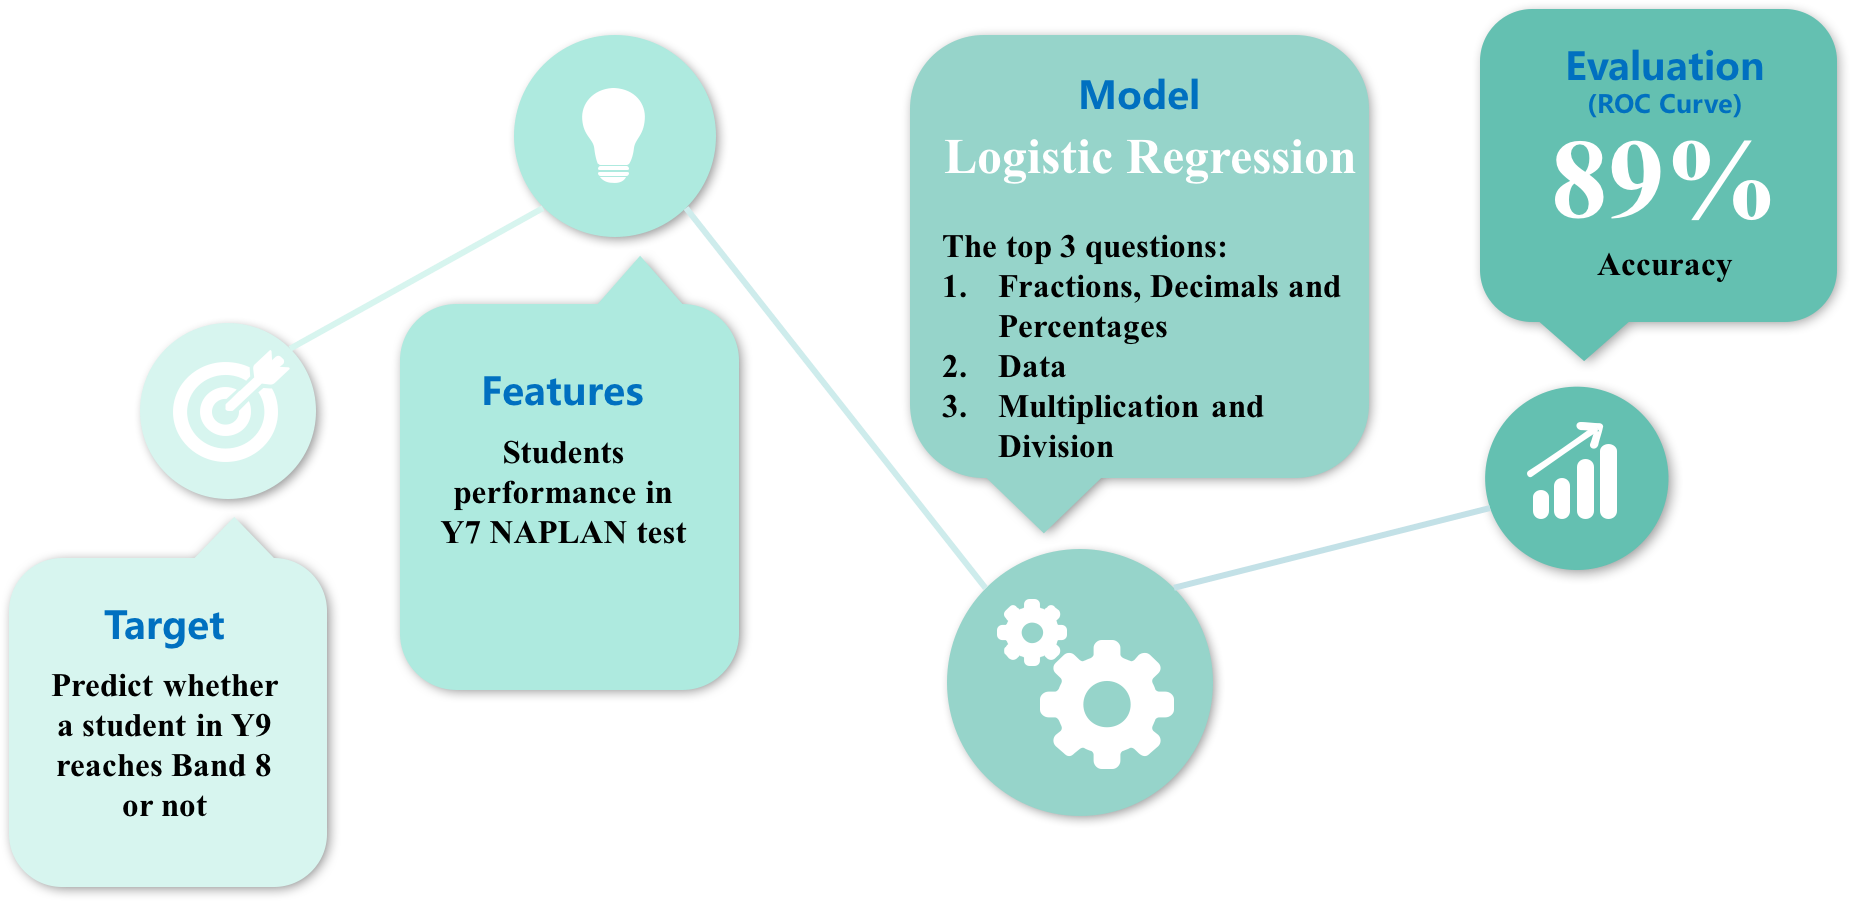 Target
Predict whether
a student in Y9
reaches Band 8
or not
Features
Students
performance in
Y7 NAPLAN test
Model
Logistic Regression
The top 3 questions:
1. Fractions, Decimals and
Percentages
2. Data
3. Multiplication and
Division
Evaluation
(ROC Curve)
89%
Accuracy